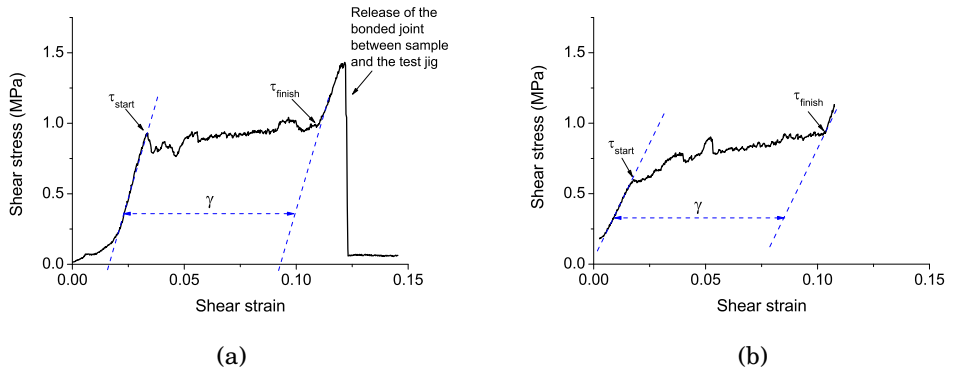 Release of the
bonded joint
between sample
and the test jig
1.5
τstart
τfinish
1.0
Shear stress (MPa)
0.5
γ
0.0
0.00
0.05
0.10
0.15
Shear strain
(a)
1.5
τfinish
1.0
τstart
Shear stress (MPa)
0.5
γ
0.0
0.00
0.05
0.10
0.15
Shear strain
(b)